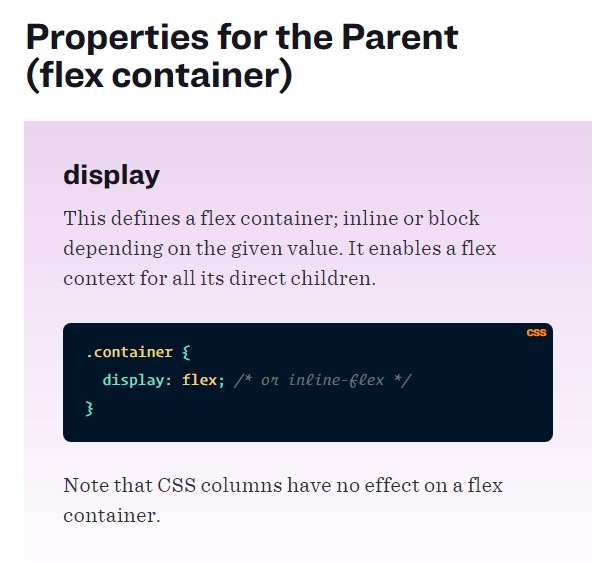 Properties for the Parent
(flex container)
display
This defines a flex container; inline or block
depending on the given value. It enables a flex
context for all its direct children.
CSS
.container {
  display: flex; /* or inline-flex */
}
Note that CSS columns have no effect on a flex
container.